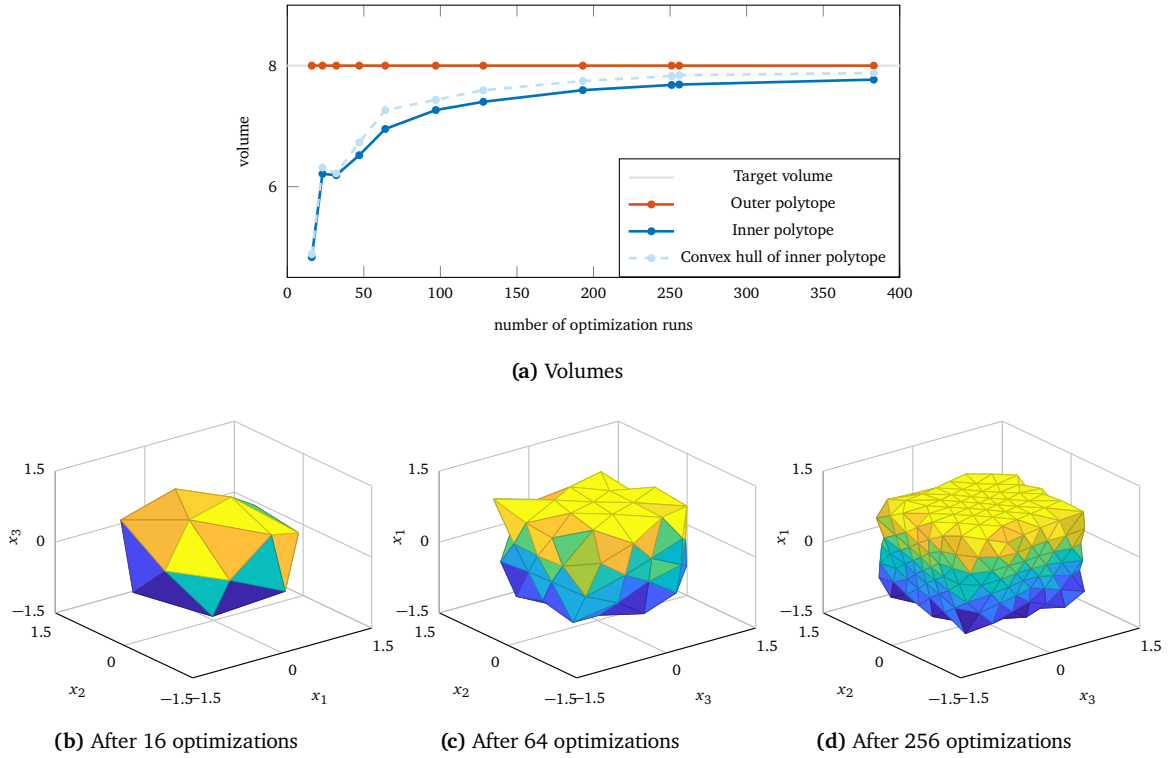 8
6
volume
Target volume
Outer polytope
Inner polytope
Convex hull of inner polytope
0 50 100 150 200 250 300 350 400
number of optimization runs
(a) Volumes
1.5
0
−1.5
x₃
1.5
0
−1.5
x₂
−1.5
0
1.5
x₁
(b) After 16 optimizations
1.5
0
−1.5
x₁
1.5
0
−1.5
x₂
−1.5
0
1.5
x₃
(c) After 64 optimizations
1.5
0
−1.5
x₁
1.5
0
−1.5
x₂
−1.5
0
1.5
x₃
(d) After 256 optimizations